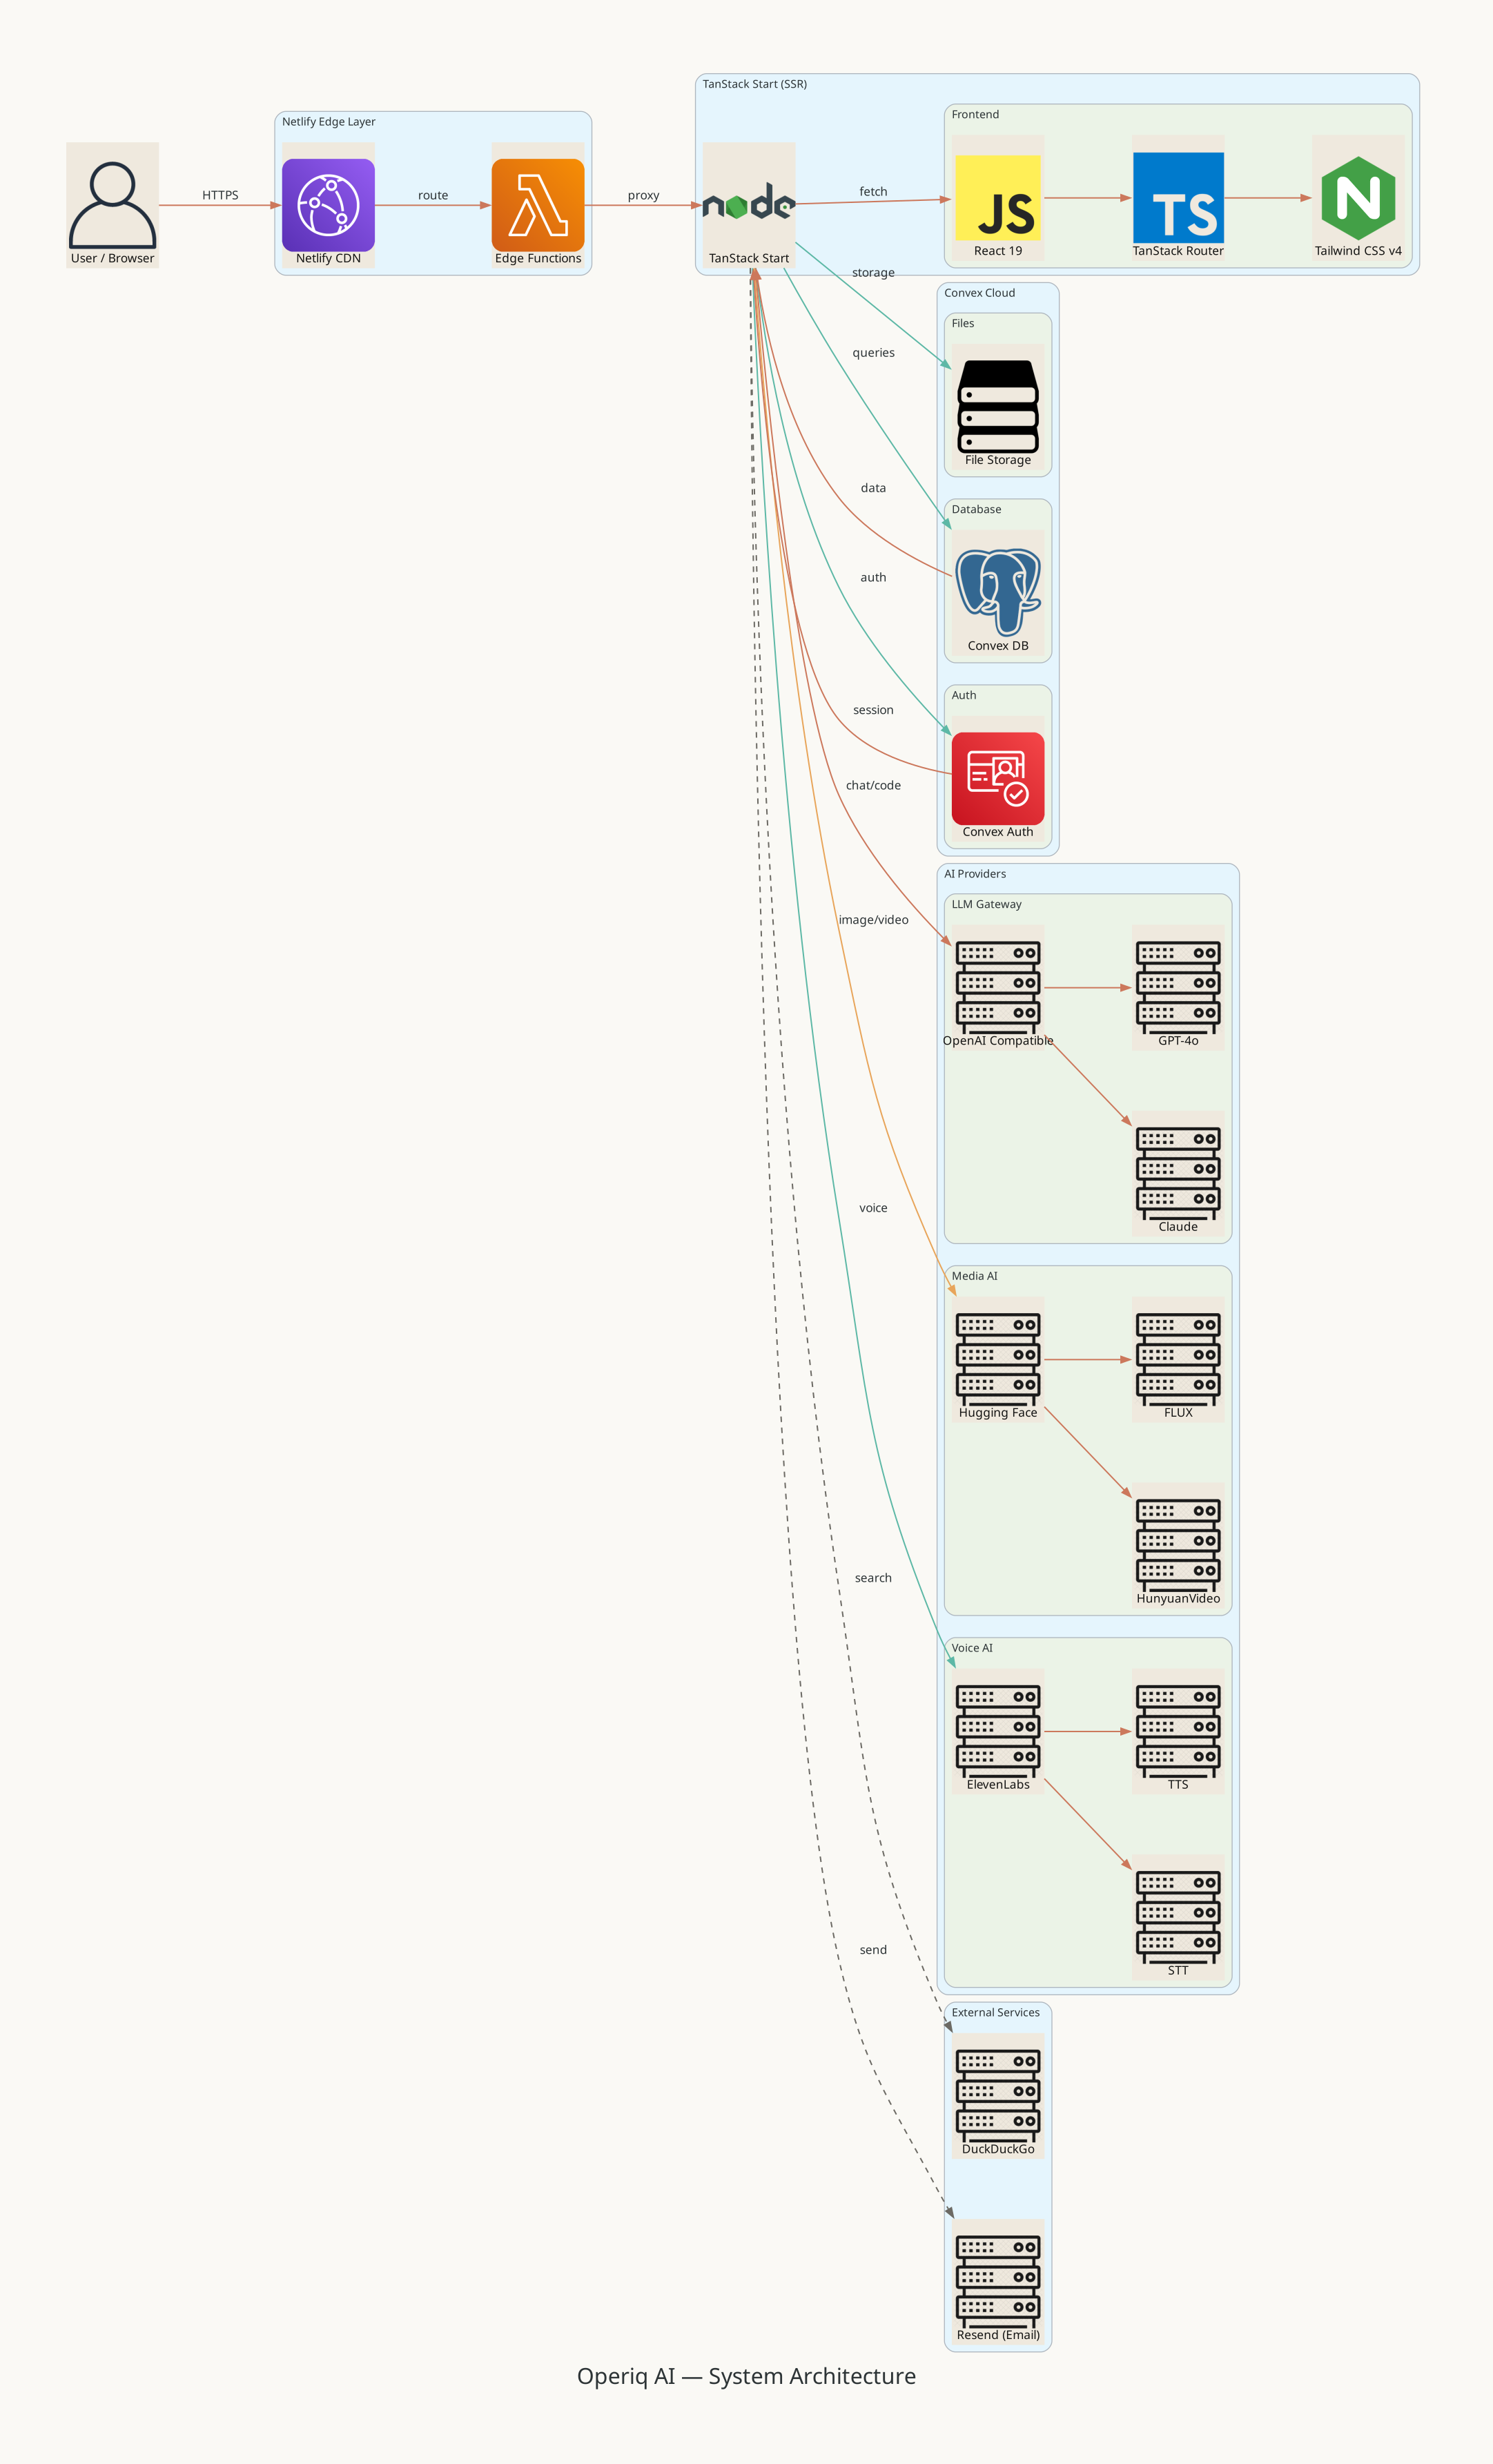 TanStack Start (SSR)
Frontend
Netlify Edge Layer
HTTPS
route
proxy
fetch
node
JS
TS
N
User / Browser
Netlify CDN
Edge Functions
TanStack Start
React 19
TanStack Router
Tailwind CSS v4
storage
Convex Cloud
Files
queries
File Storage
data
Database
auth
Convex DB
Auth
session
chat/code
Convex Auth
AI Providers
LLM Gateway
image/video
OpenAI Compatible
GPT-4o
voice
Claude
Media AI
Hugging Face
FLUX
search
HunyuanVideo
Voice AI
ElevenLabs
TTS
send
STT
External Services
DuckDuckGo
Resend (Email)
Operiq AI — System Architecture